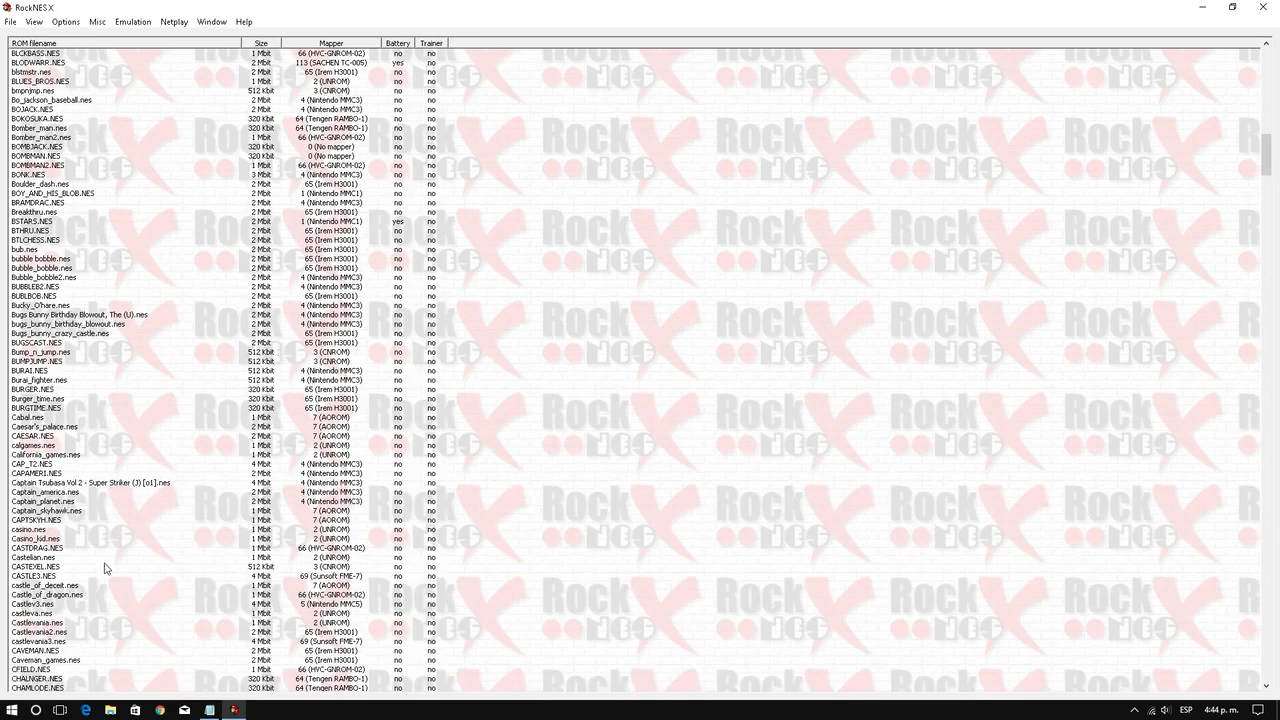 RockNES X
File View Options Misc Emulation Netplay Window Help
ROM filename Size Mapper Battery Trainer
BLCKBASS.NES 1 Mbit 66 (HVC-GNROM-02) no no
BLODWARR.NES 2 Mbit 113 (SACHEN TC-005) yes no
blstmstr.nes 2 Mbit 65 (Irem H3001) no no
BLUES_BROS.NES 1 Mbit 2 (UNROM) no no
bmpnjmp.nes 512 Kbit 3 (CNROM) no no
Bo_jackson_baseball.nes 2 Mbit 4 (Nintendo MMC3) no no
BOJACK.NES 2 Mbit 4 (Nintendo MMC3) no no
BOKOSUKA.NES 320 Kbit 64 (Tengen RAMBO-1) no no
Bomber_man.nes 320 Kbit 64 (Tengen RAMBO-1) no no
Bomber_man2.nes 1 Mbit 66 (HVC-GNROM-02) no no
BOMBJACK.NES 320 Kbit 0 (No mapper) no no
BOMBMAN.NES 320 Kbit 0 (No mapper) no no
BOMBMAN2.NES 1 Mbit 66 (HVC-GNROM-02) no no
BONK.NES 3 Mbit 4 (Nintendo MMC3) no no
Boulder_dash.nes 2 Mbit 65 (Irem H3001) no no
BOY_AND_HIS_BLOB.NES 2 Mbit 1 (Nintendo MMC1) no no
BRAMDRAC.NES 2 Mbit 4 (Nintendo MMC3) no no
Breakthru.nes 2 Mbit 65 (Irem H3001) no no
BSTARS.NES 2 Mbit 1 (Nintendo MMC1) yes no
BTHRU.NES 2 Mbit 65 (Irem H3001) no no
BTLCHESS.NES 2 Mbit 65 (Irem H3001) no no
bub.nes 2 Mbit 65 (Irem H3001) no no
bubble bobble.nes 2 Mbit 65 (Irem H3001) no no
Bubble_bobble.nes 2 Mbit 65 (Irem H3001) no no
Bubble_bobble2.nes 2 Mbit 4 (Nintendo MMC3) no no
BUBBLEB2.NES 2 Mbit 4 (Nintendo MMC3) no no
BUBLBOB.NES 2 Mbit 65 (Irem H3001) no no
Bucky_O'hare.nes 2 Mbit 4 (Nintendo MMC3) no no
Bugs Bunny Birthday Blowout, The (U).nes 2 Mbit 4 (Nintendo MMC3) no no
bugs_bunny_birthday_blowout.nes 2 Mbit 4 (Nintendo MMC3) no no
Bugs_bunny_crazy_castle.nes 2 Mbit 65 (Irem H3001) no no
BUGSCAST.NES 2 Mbit 65 (Irem H3001) no no
Bump_n_jump.nes 512 Kbit 3 (CNROM) no no
BUMPJUMP.NES 512 Kbit 3 (CNROM) no no
BURAI.NES 512 Kbit 4 (Nintendo MMC3) no no
Burai_fighter.nes 512 Kbit 4 (Nintendo MMC3) no no
BURGER.NES 320 Kbit 65 (Irem H3001) no no
Burger_time.nes 320 Kbit 65 (Irem H3001) no no
BURGTIME.NES 320 Kbit 65 (Irem H3001) no no
Cabal.nes 1 Mbit 7 (AOROM) no no
Caesar's_palace.nes 2 Mbit 7 (AOROM) no no
CAESAR.NES 2 Mbit 7 (AOROM) no no
calgames.nes 1 Mbit 2 (UNROM) no no
California_games.nes 1 Mbit 2 (UNROM) no no
CAP_T2.NES 4 Mbit 4 (Nintendo MMC3) no no
CAPAMERI.NES 2 Mbit 4 (Nintendo MMC3) no no
Captain Tsubasa Vol 2 - Super Striker (J) [o1].nes 4 Mbit 4 (Nintendo MMC3) no no
Captain_america.nes 2 Mbit 4 (Nintendo MMC3) no no
Captain_planet.nes 2 Mbit 4 (Nintendo MMC3) no no
Captain_skyhawk.nes 1 Mbit 7 (AOROM) no no
CAPTSKYH.NES 1 Mbit 7 (AOROM) no no
casino.nes 1 Mbit 2 (UNROM) no no
Casino_kid.nes 1 Mbit 2 (UNROM) no no
CASTDRAG.NES 1 Mbit 66 (HVC-GNROM-02) no no
Castelian.nes 1 Mbit 2 (UNROM) no no
CASTEXEL.NES 512 Kbit 3 (CNROM) no no
CASTLE3.NES 4 Mbit 69 (Sunsoft FME-7) no no
castle_of_deceit.nes 1 Mbit 7 (AOROM) no no
Castle_of_dragon.nes 1 Mbit 66 (HVC-GNROM-02) no no
Castlev3.nes 4 Mbit 5 (Nintendo MMC5) no no
castleva.nes 1 Mbit 2 (UNROM) no no
Castlevania.nes 1 Mbit 2 (UNROM) no no
Castlevania2.nes 2 Mbit 65 (Irem H3001) no no
castlevania3.nes 4 Mbit 69 (Sunsoft FME-7) no no
CAVEMAN.NES 2 Mbit 65 (Irem H3001) no no
Caveman_games.nes 2 Mbit 65 (Irem H3001) no no
CFIELD.NES 1 Mbit 66 (HVC-GNROM-02) no no
CHALNGER.NES 320 Kbit 64 (Tengen RAMBO-1) no no
CHAMLODE.NES 320 Kbit 64 (Tengen RAMBO-1) no no
ESP 4:44 p. m.